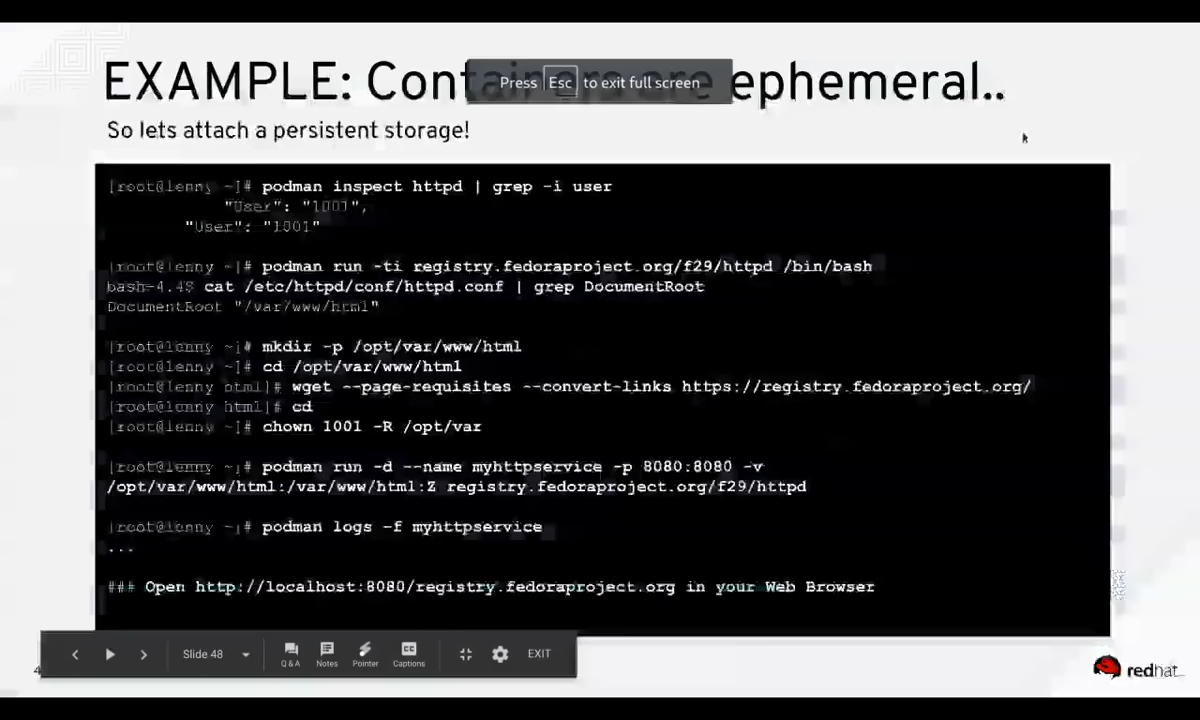 EXAMPLE: Containers are ephemeral..
Press Esc to exit full screen
So lets attach a persistent storage!
[root@lenny ~]# podman inspect httpd | grep -i user
"User": "1001",
"User": "1001"
[root@lenny ~]# podman run -ti registry.fedoraproject.org/f29/httpd /bin/bash
bash-4.4$ cat /etc/httpd/conf/httpd.conf | grep DocumentRoot
DocumentRoot "/var/www/html"
[root@lenny ~]# mkdir -p /opt/var/www/html
[root@lenny ~]# cd /opt/var/www/html
[root@lenny html]# wget --page-requisites --convert-links https://registry.fedoraproject.org/
[root@lenny html]# cd
[root@lenny ~]# chown 1001 -R /opt/var
[root@lenny ~]# podman run -d --name myhttpservice -p 8080:8080 -v
/opt/var/www/html:/var/www/html:Z registry.fedoraproject.org/f29/httpd
[root@lenny ~]# podman logs -f myhttpservice
...
### Open http://localhost:8080/registry.fedoraproject.org in your Web Browser
Slide 48
Q&A
Notes
Pointer
CC
Captions
EXIT
redhat